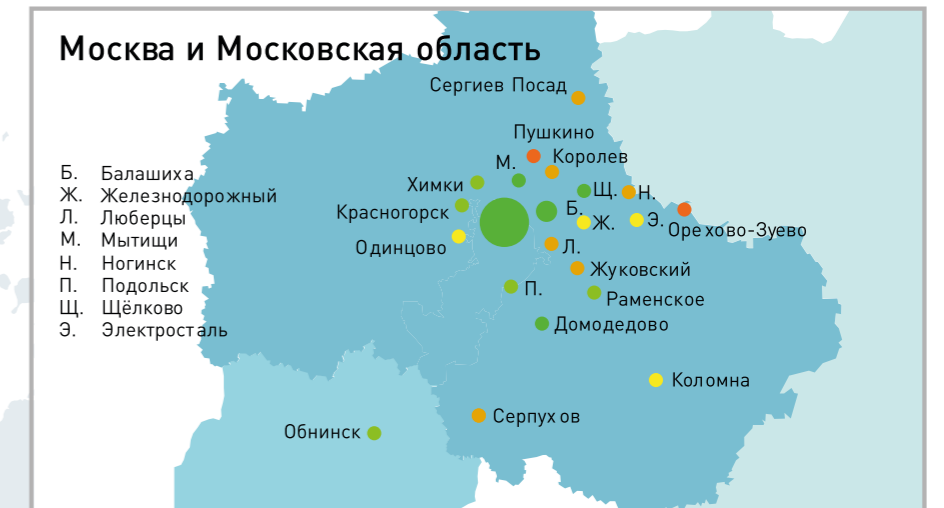 Москва и Московская область
Сергиев Посад
Пушкино
М.
Королев
Химки
Щ.
Н.
Красногорск
Б.
Ж.
Э.
Орехово-Зуево
Одинцово
Л.
Жуковский
П.
Раменское
Домодедово
Коломна
Серпухов
Обнинск
Б. Балашиха
Ж. Железнодорожный
Л. Люберцы
М. Мытищи
Н. Ногинск
П. Подольск
Щ. Щёлково
Э. Электросталь